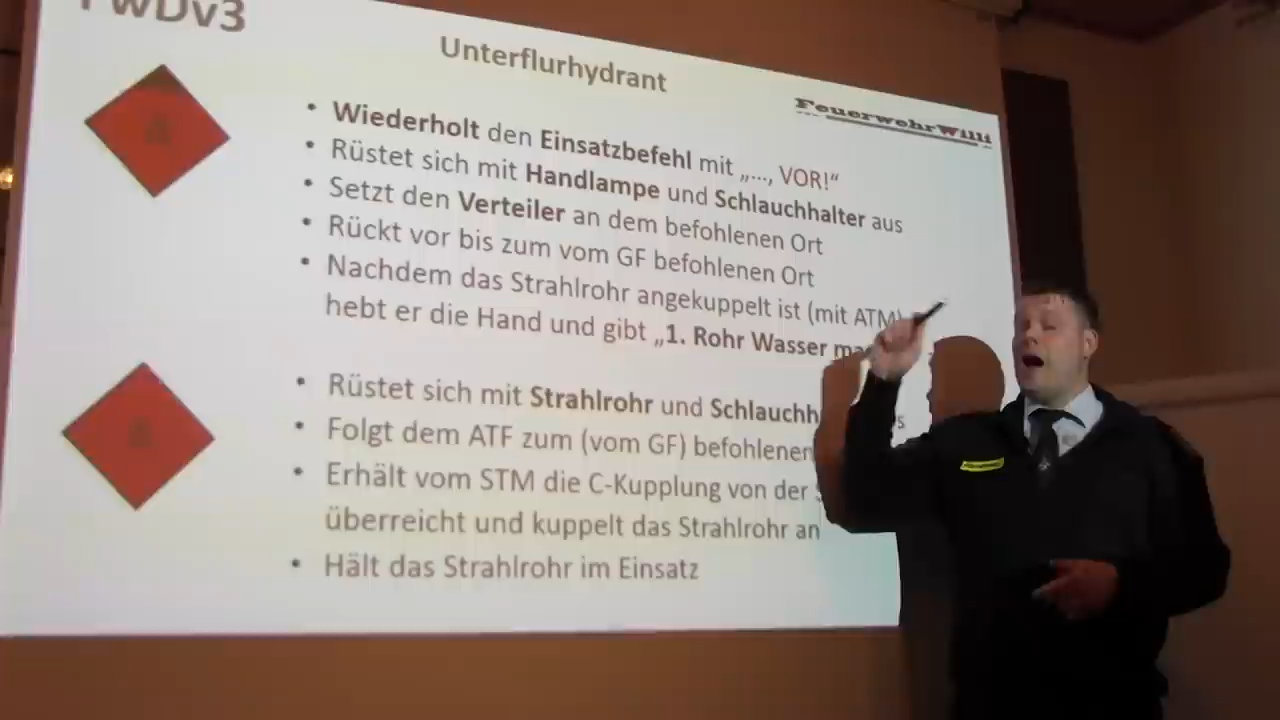 FwDv3
Unterflurhydrant
FeuerwehrWilli
• Wiederholt den Einsatzbefehl mit „…, VOR!“
• Rüstet sich mit Handlampe und Schlauchhalter aus
• Setzt den Verteiler an dem befohlenen Ort
• Rückt vor bis zum vom GF befohlenen Ort
• Nachdem das Strahlrohr angekuppelt ist (mit ATM)
hebt er die Hand und gibt „1. Rohr Wasser
• Rüstet sich mit Strahlrohr und
• Folgt dem ATF zum (vom GF) befohlenen
• Erhält vom STM die C-Kupplung von der
überreicht und kuppelt das Strahlrohr an
• Hält das Strahlrohr im Einsatz